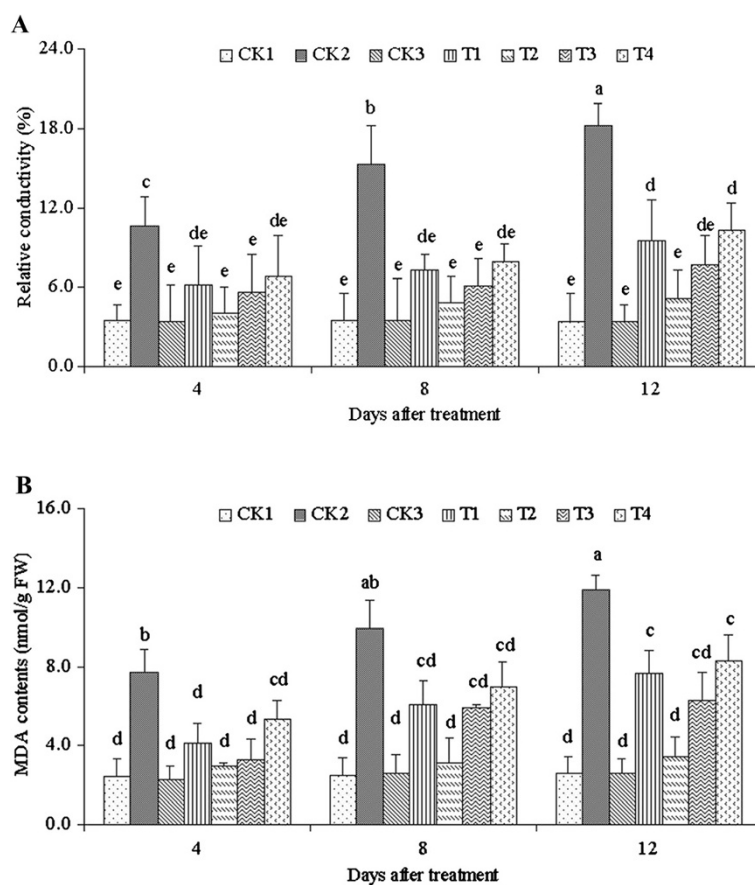 A
24.0
CK1 CK2 CK3 T1 T2 T3 T4
18.0
12.0
6.0
0.0
Relative conductivity (%)
e c e de e e de
e b e de e e de
e a e d e de d
4 8 12
Days after treatment
B
16.0
CK1 CK2 CK3 T1 T2 T3 T4
12.0
8.0
4.0
0.0
MDA contents (nmol/g FW)
d b d d d d cd
d ab d cd d cd cd
d a d c d cd c
4 8 12
Days after treatment